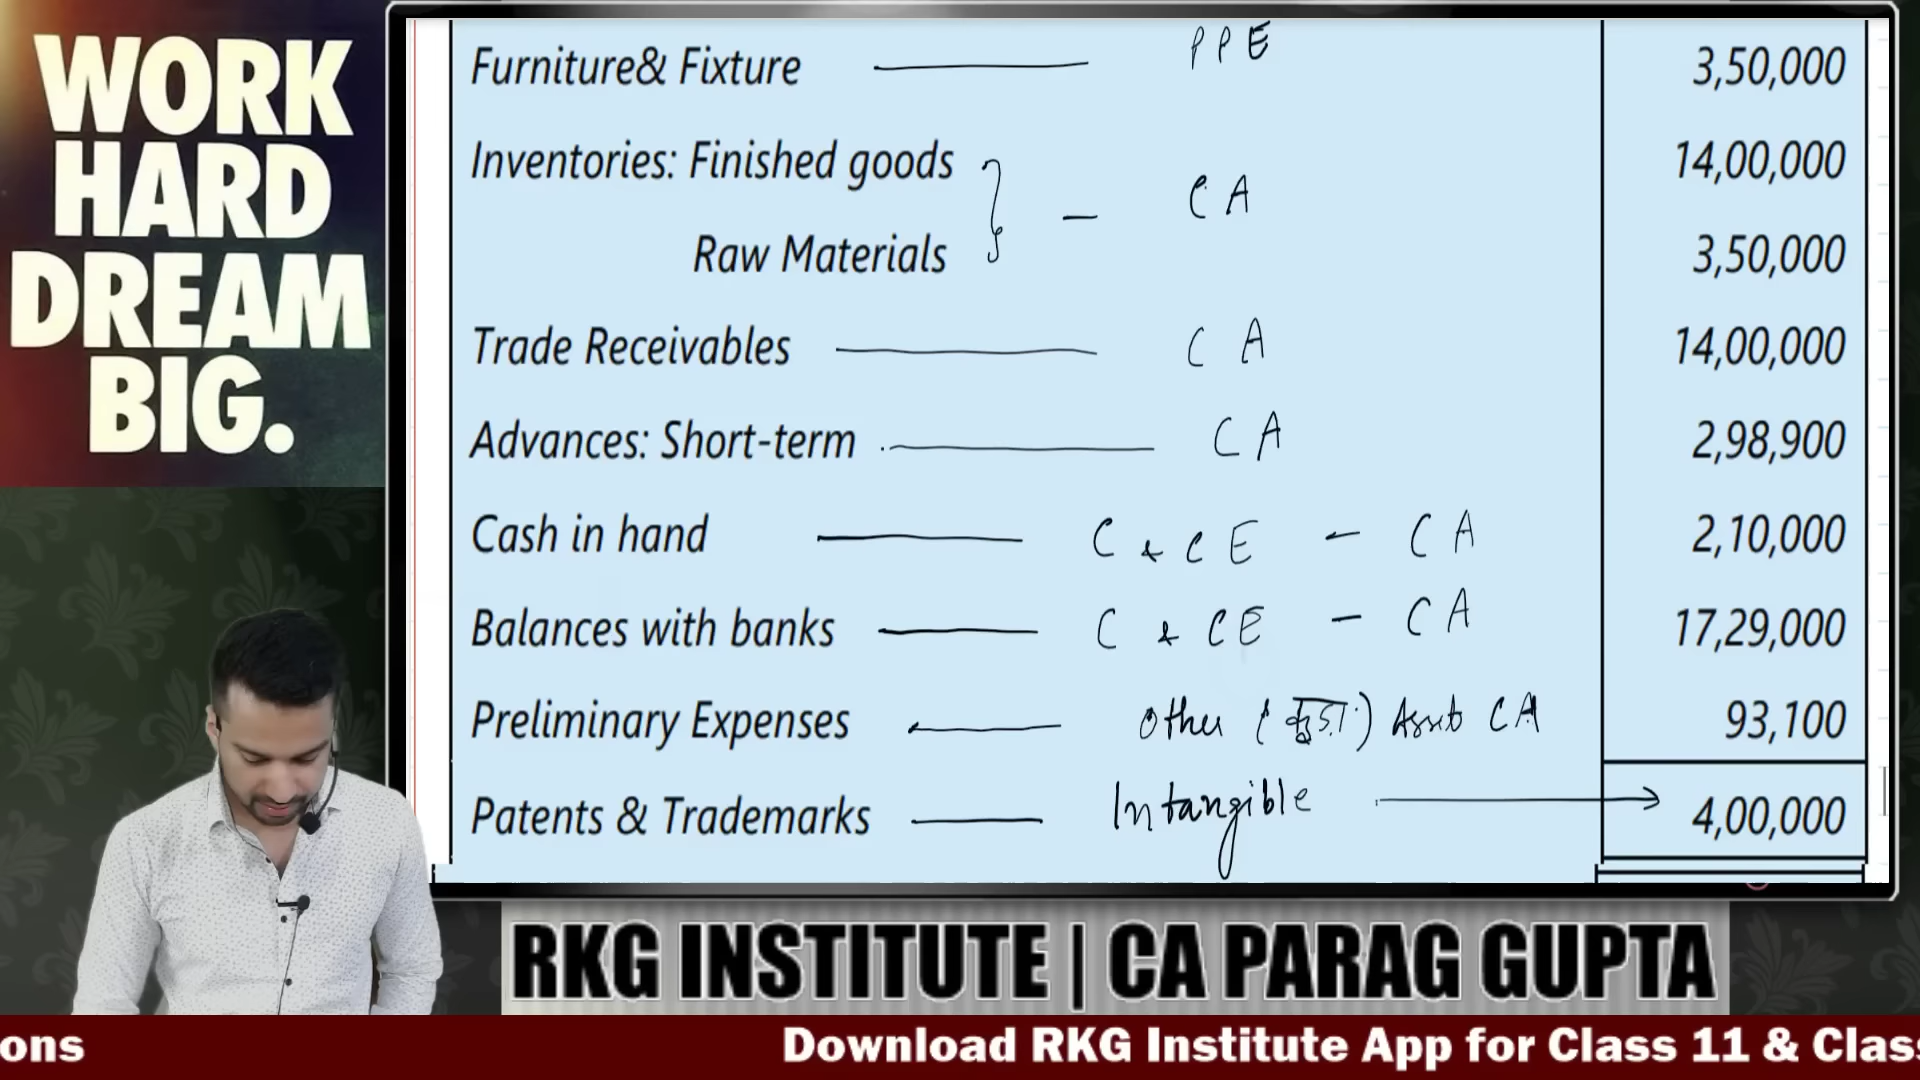 WORK
HARD
DREAM
BIG.
Furniture& Fixture PPE 3,50,000
Inventories: Finished goods 14,00,000
CA
Raw Materials 3,50,000
Trade Receivables CA 14,00,000
Advances: Short-term CA 2,98,900
Cash in hand C & CE - CA 2,10,000
Balances with banks C & CE - CA 17,29,000
Preliminary Expenses Other ( ) Asset CA 93,100
Patents & Trademarks Intangible 4,00,000
RKG INSTITUTE | CA PARAG GUPTA
ons Download RKG Institute App for Class 11 & Clas